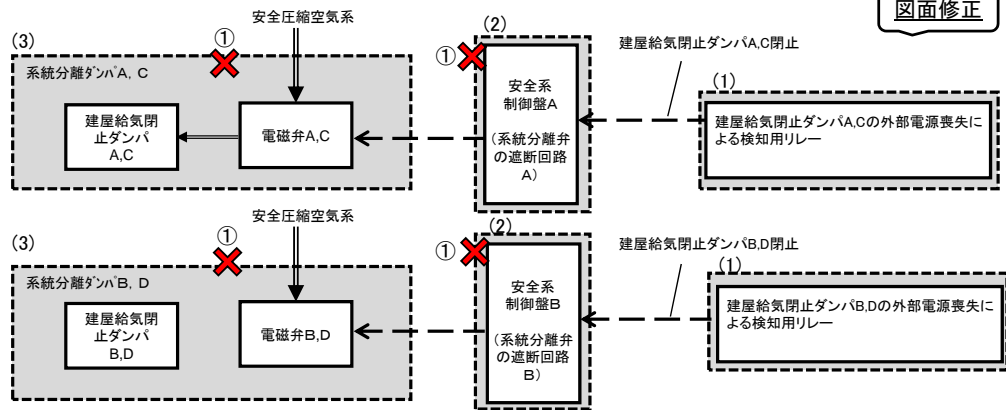 図面修正
安全圧縮空気系
(3)
①
系統分離ﾀﾞﾝﾊﾟA, C
建屋給気閉
止ダンパ
A,C
電磁弁A,C
(2)
①
安全系
制御盤A
(系統分離弁
の遮断回路
A)
建屋給気閉止ダンパA,C閉止
(1)
建屋給気閉止ダンパA,Cの外部電源喪失に
よる検知用リレー
安全圧縮空気系
(3)
①
系統分離ﾀﾞﾝﾊﾟB, D
建屋給気閉
止ダンパ
B,D
電磁弁B,D
(2)
①
安全系
制御盤B
(系統分離弁
の遮断回路
B)
建屋給気閉止ダンパB,D閉止
(1)
建屋給気閉止ダンパB,Dの外部電源喪失に
よる検知用リレー